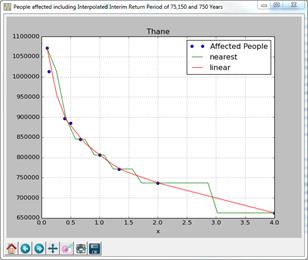 People affected including Interpolated Interim Return Period of 75,150 and 750 Years
Thane
1100000
1050000
1000000
950000
900000
850000
800000
750000
700000
650000
Affected People
nearest
linear
0.0 0.5 1.0 1.5 2.0 2.5 3.0 3.5 4.0
x